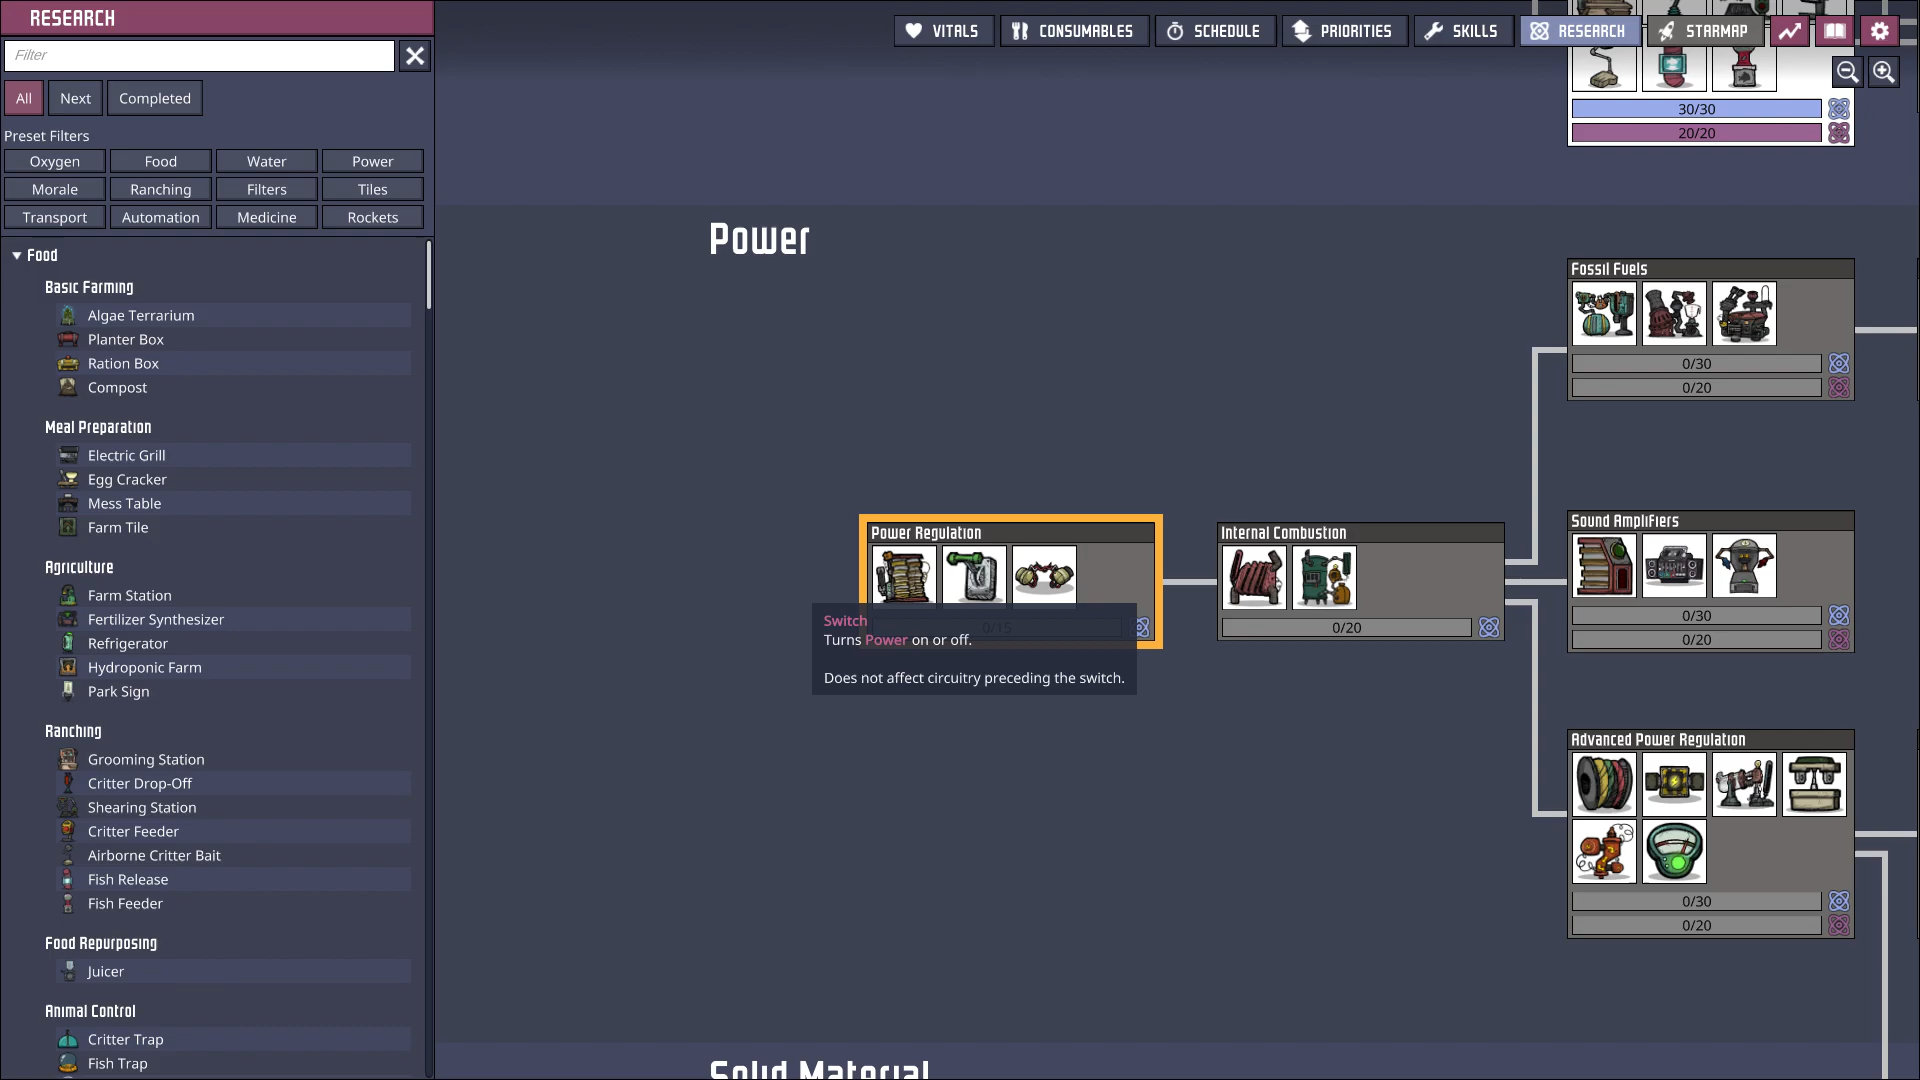 RESEARCH
VITALS
CONSUMABLES
SCHEDULE
PRIORITIES
SKILLS
RESEARCH
STARMAP
Filter
All
Next
Completed
Preset Filters
Oxygen
Food
Water
Power
Morale
Ranching
Filters
Tiles
Transport
Automation
Medicine
Rockets
Food
Basic Farming
Algae Terrarium
Planter Box
Ration Box
Compost
Meal Preparation
Electric Grill
Egg Cracker
Mess Table
Farm Tile
Agriculture
Farm Station
Fertilizer Synthesizer
Refrigerator
Hydroponic Farm
Park Sign
Ranching
Grooming Station
Critter Drop-Off
Shearing Station
Critter Feeder
Airborne Critter Bait
Fish Release
Fish Feeder
Food Repurposing
Juicer
Animal Control
Critter Trap
Fish Trap
30/30
20/20
Power
Fossil Fuels
0/30
0/20
Power Regulation
0/15
Switch
Turns Power on or off.
Does not affect circuitry preceding the switch.
Internal Combustion
0/20
Sound Amplifiers
0/30
0/20
Advanced Power Regulation
0/30
0/20
Solid Material